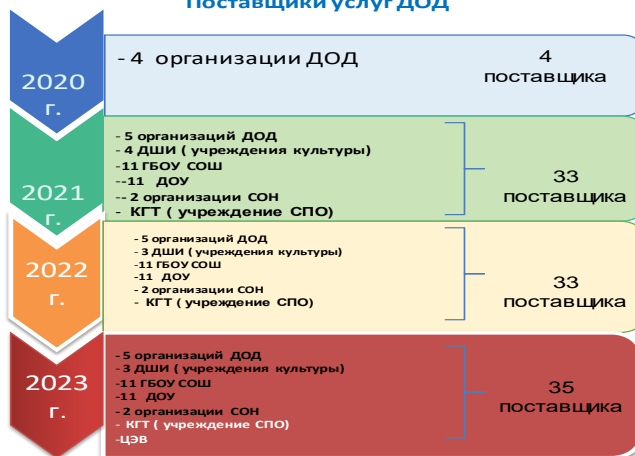 Поставщики услуг ДОД
2020 г.
- 4 организации ДОД
4 поставщика
2021 г.
- 5 организаций ДОД
- 4 ДШИ ( учреждения культуры)
-11 ГБОУ СОШ
--11 ДОУ
-- 2 организации СОН
- КГТ ( учреждение СПО)
33 поставщика
2022 г.
- 5 организаций ДОД
- 3 ДШИ ( учреждения культуры)
-11 ГБОУ СОШ
-11 ДОУ
- 2 организации СОН
- КГТ ( учреждение СПО)
33 поставщика
2023 г.
- 5 организаций ДОД
- 3 ДШИ ( учреждения культуры)
-11 ГБОУ СОШ
-11 ДОУ
- 2 организации СОН
- КГТ ( учреждение СПО)
-ЦЭВ
35 поставщика